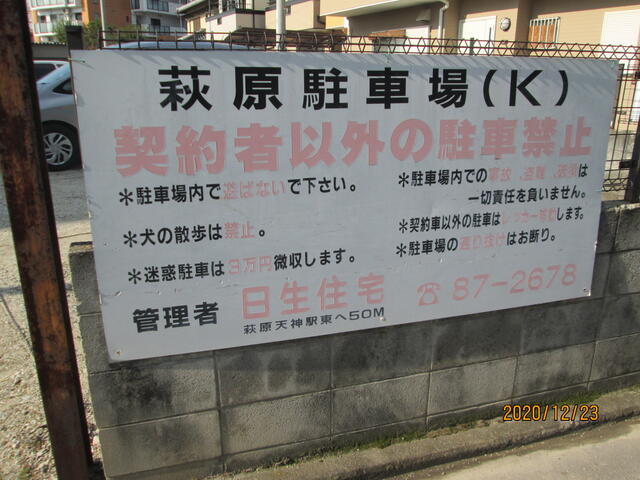 萩原駐車場(K)
契約者以外の駐車禁止
*駐車場内で遊ばないで下さい。
*犬の散歩は禁止。
*迷惑駐車は3万円徴収します。
*駐車場内での事故、盗難、破損は
一切責任を負いません。
*契約車以外の駐車はレッカー移動します。
*駐車場の通り抜けはお断り。
管理者 日生住宅 ☎87-2678
萩原天神駅東へ50M
2020/12/23